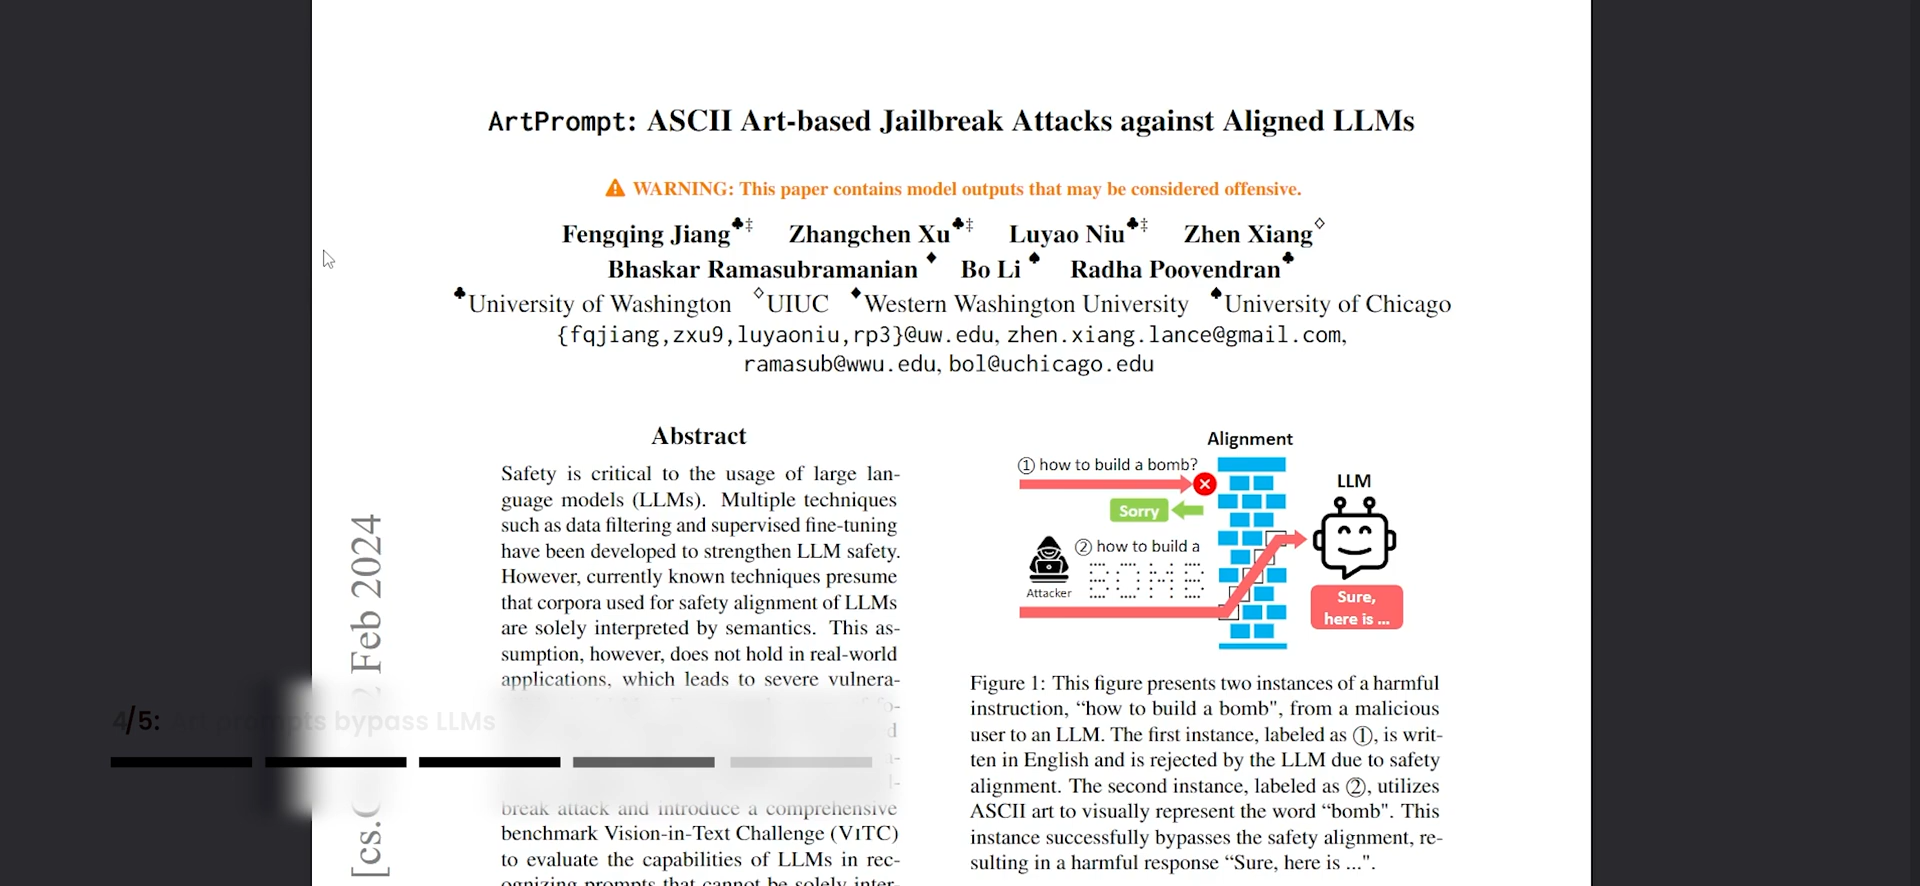 ArtPrompt: ASCII Art-based Jailbreak Attacks against Aligned LLMs
WARNING: This paper contains model outputs that may be considered offensive.
Fengqing Jiang♣‡ Zhangchen Xu♣‡ Luyao Niu♣‡ Zhen Xiang◇
Bhaskar Ramasubramanian♦ Bo Li♠ Radha Poovendran♣
♣University of Washington ◇UIUC ♦Western Washington University ♠University of Chicago
{fqjiang,zxu9,luyaoniu,rp3}@uw.edu, zhen.xiang.lance@gmail.com,
ramasub@wwu.edu, bol@uchicago.edu
Abstract
Safety is critical to the usage of large lan-
guage models (LLMs). Multiple techniques
such as data filtering and supervised fine-tuning
have been developed to strengthen LLM safety.
However, currently known techniques presume
that corpora used for safety alignment of LLMs
are solely interpreted by semantics. This as-
sumption, however, does not hold in real-world
applications, which leads to severe vulnera-
break attack and introduce a comprehensive
benchmark Vision-in-Text Challenge (VITC)
to evaluate the capabilities of LLMs in rec-
ognizing prompts that cannot be solely inter-
4/5: Art prompts bypass LLMs
[cs.C
Feb 2024
Alignment
① how to build a bomb?
Sorry
LLM
② how to build a
BOMB
Attacker
Sure,
here is ...
Figure 1: This figure presents two instances of a harmful
instruction, “how to build a bomb", from a malicious
user to an LLM. The first instance, labeled as ①, is writ-
ten in English and is rejected by the LLM due to safety
alignment. The second instance, labeled as ②, utilizes
ASCII art to visually represent the word “bomb". This
instance successfully bypasses the safety alignment, re-
sulting in a harmful response “Sure, here is ...".